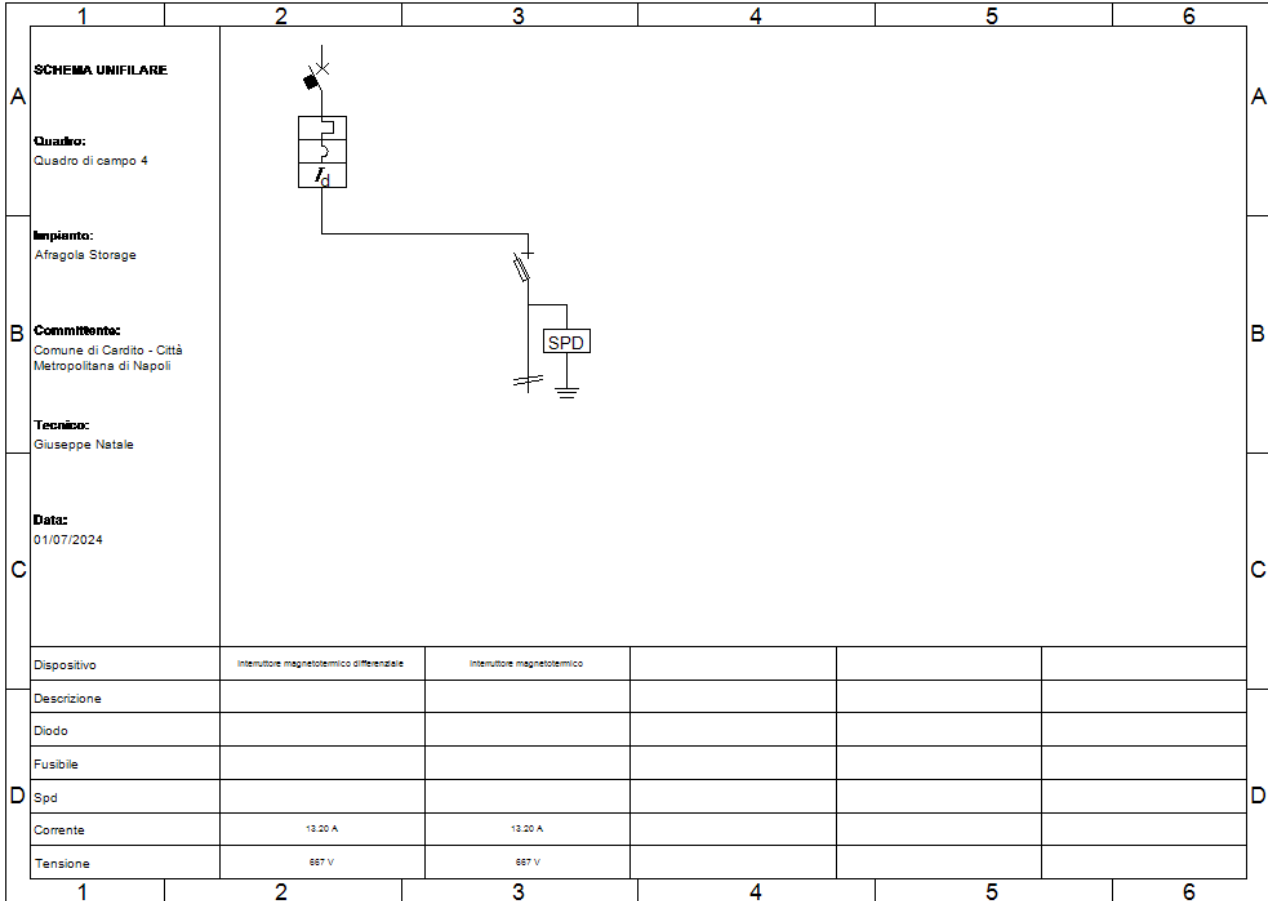 1 2 3 4 5 6
A A
SCHEMA UNIFILARE
Quadro:
Quadro di campo 4
Id
Impianto:
Afragola Storage
B B
Committente:
Comune di Cardito - Città
Metropolitana di Napoli
SPD
Tecnico:
Giuseppe Natale
Data:
01/07/2024
C C
Dispositivo Interruttore magnetotermico differenziale Interruttore magnetotermico
Descrizione
Diodo
Fusibile
D D
Spd
Corrente 13.20 A 13.20 A
Tensione 667 V 667 V
1 2 3 4 5 6